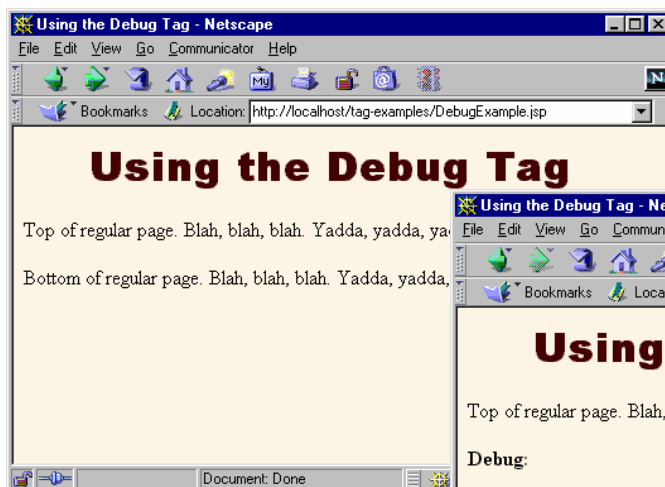 Using the Debug Tag - Netscape
File Edit View Go Communicator Help
My
N
Bookmarks Location: http://localhost/tag-examples/DebugExample.jsp
Using the Debug Tag
Top of regular page. Blah, blah, blah. Yadda, yadda, ya
Bottom of regular page. Blah, blah, blah. Yadda, yadda,
Document: Done
Using the Debug Tag - Ne
File Edit View Go Commun
Bookmarks Loca
Using
Top of regular page. Blah,
Debug: